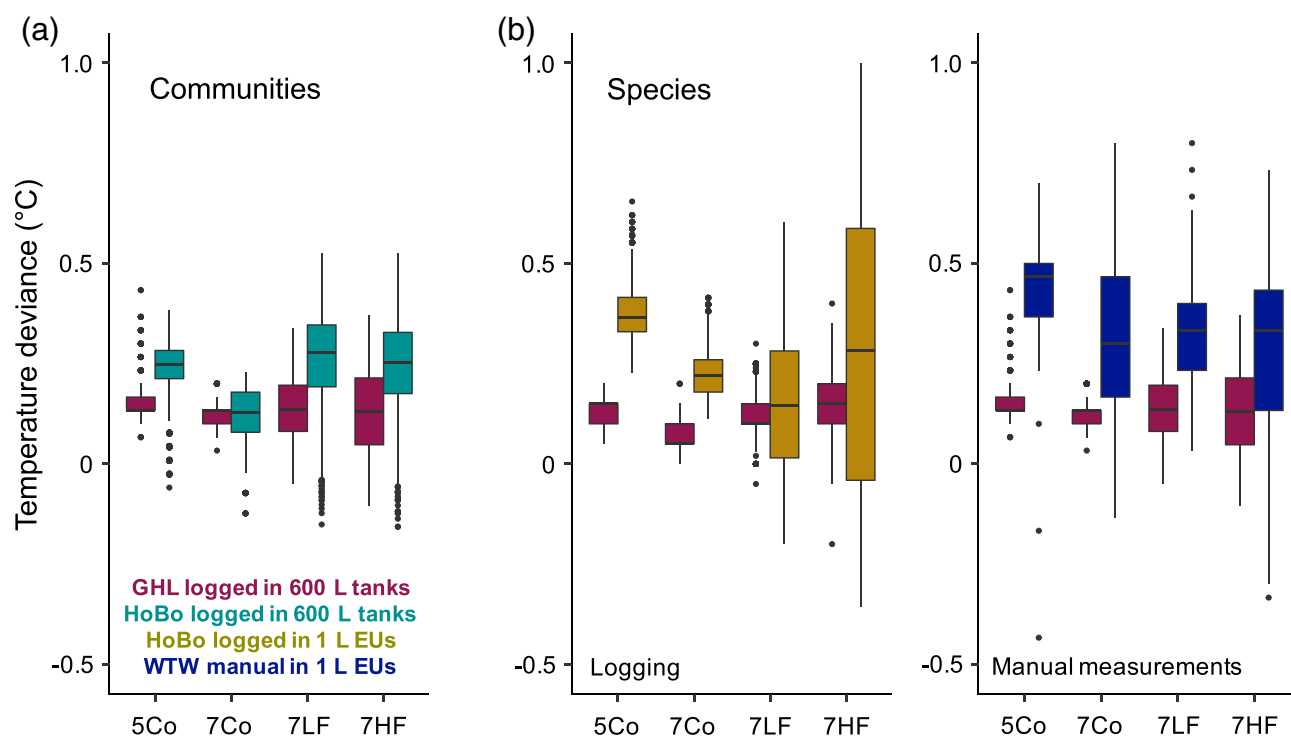 (a)
(b)
Temperature deviance (°C)
1.0
0.5
0
-0.5
Communities
GHL logged in 600 L tanks
HoBo logged in 600 L tanks
HoBo logged in 1 L EUs
WTW manual in 1 L EUs
5Co 7Co 7LF 7HF
1.0
0.5
0
-0.5
Species
Logging
5Co 7Co 7LF 7HF
1.0
0.5
0
-0.5
Manual measurements
5Co 7Co 7LF 7HF